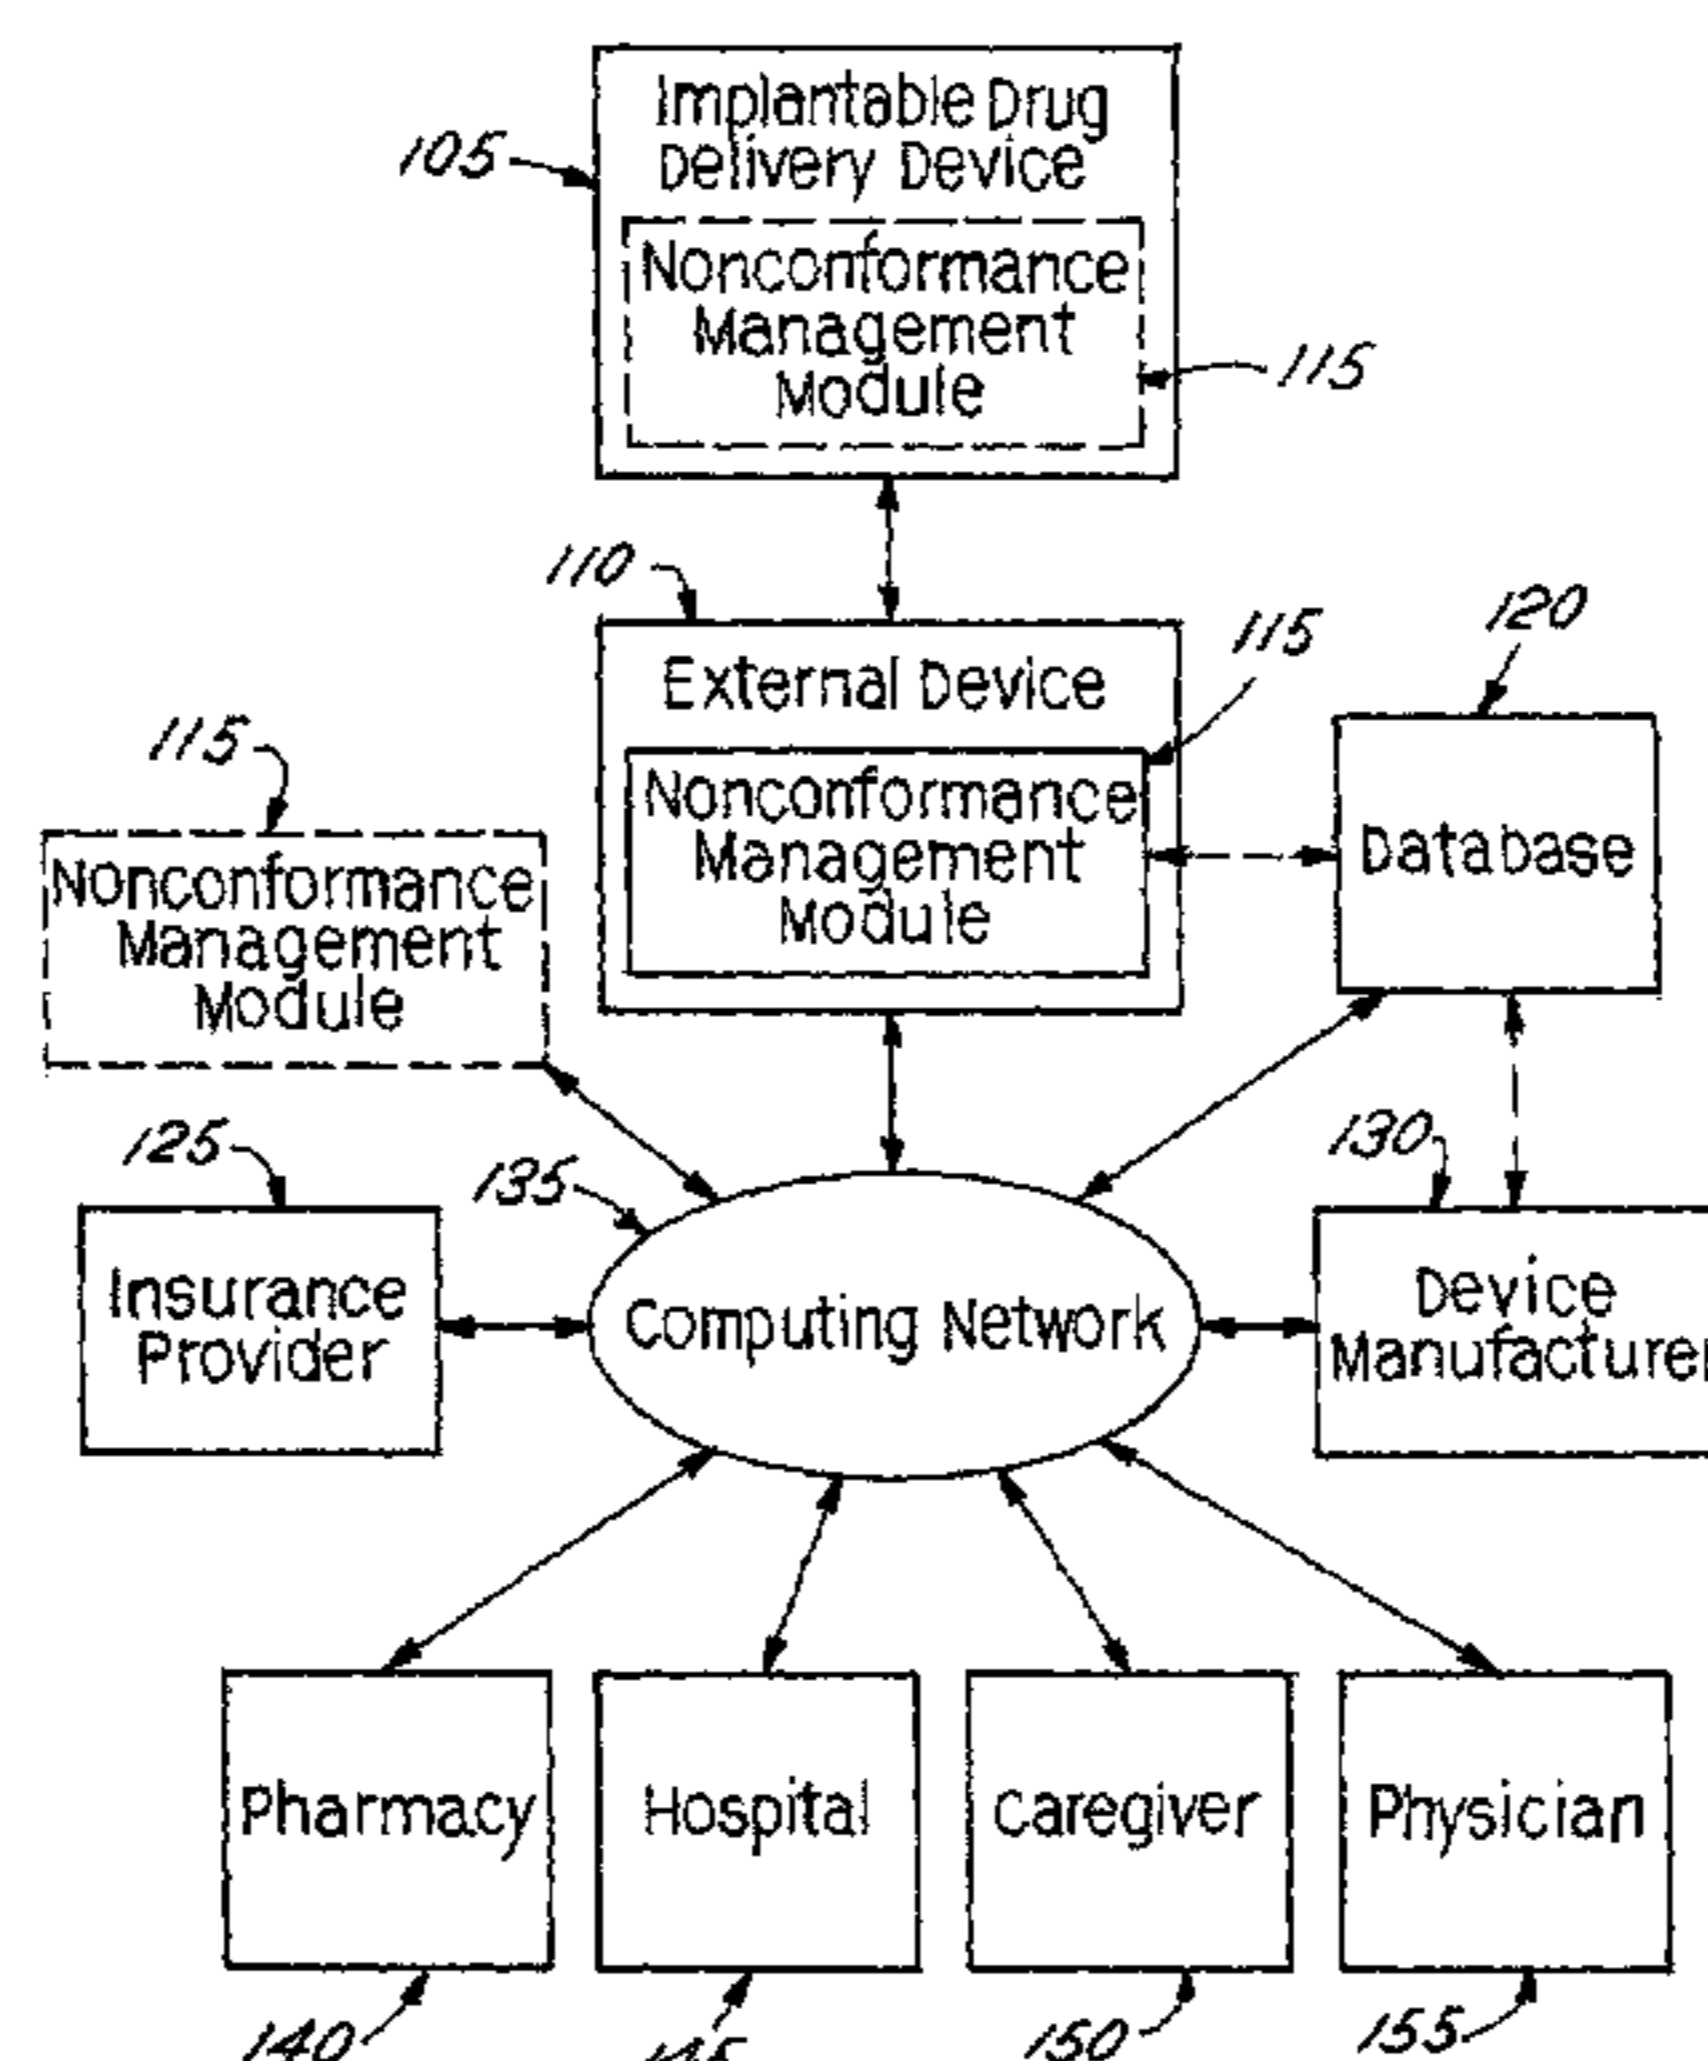 Implantable Drug
Delivery Device
105
Nonconformance
Management
Module
115
110
External Device
115
120
Nonconformance
Management
Module
Database
115
Nonconformance
Management
Module
125
Insurance
Provider
135
Computing Network
130
Device
Manufacturer
Pharmacy
Hospital
Caregiver
Physician
140
145
150
155